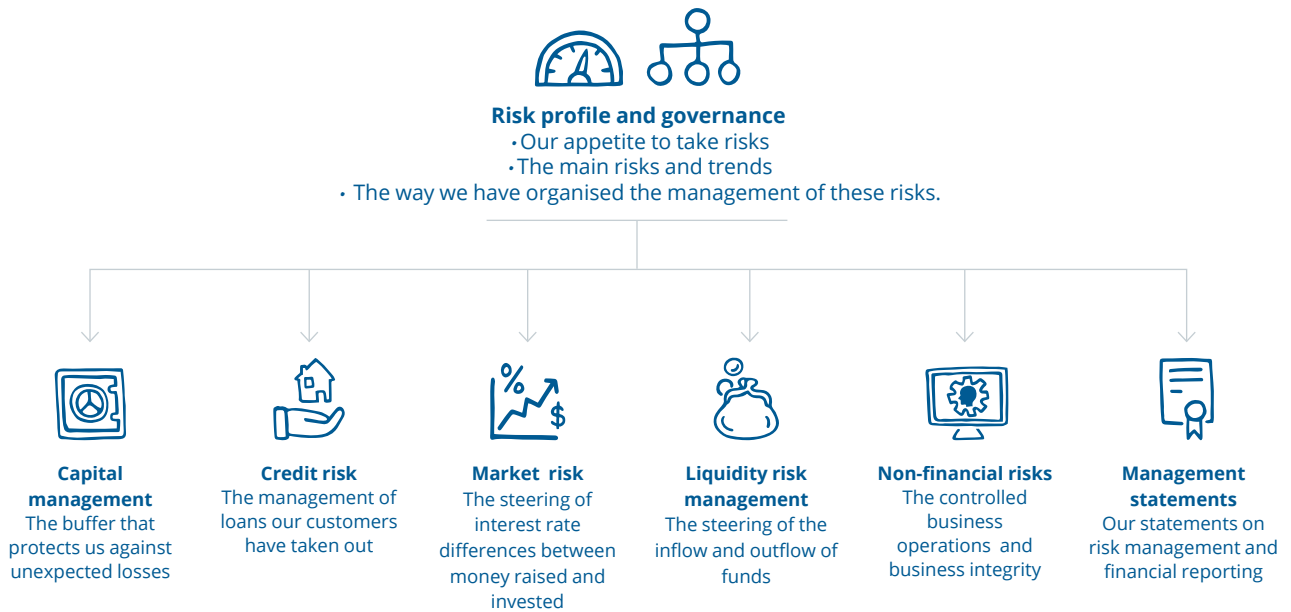 Risk profile and governance
• Our appetite to take risks
• The main risks and trends
• The way we have organised the management of these risks.
%
$
Capital
management
The buffer that
protects us against
unexpected losses
Credit risk
The management of
loans our customers
have taken out
Market risk
The steering of
interest rate
differences between
money raised and
invested
Liquidity risk
management
The steering of the
inflow and outflow of
funds
Non-financial risks
The controlled
business
operations and
business integrity
Management
statements
Our statements on
risk management and
financial reporting